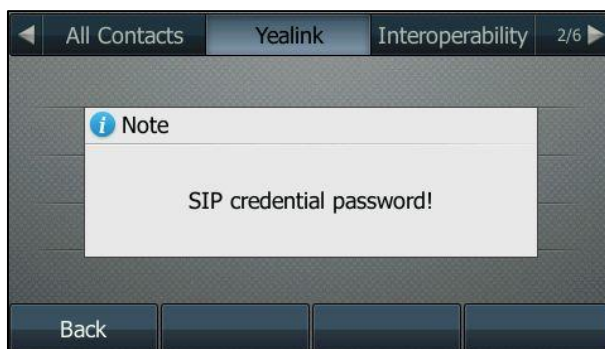 All Contacts Yealink Interoperability 2/6
Note
SIP credential password!
Back